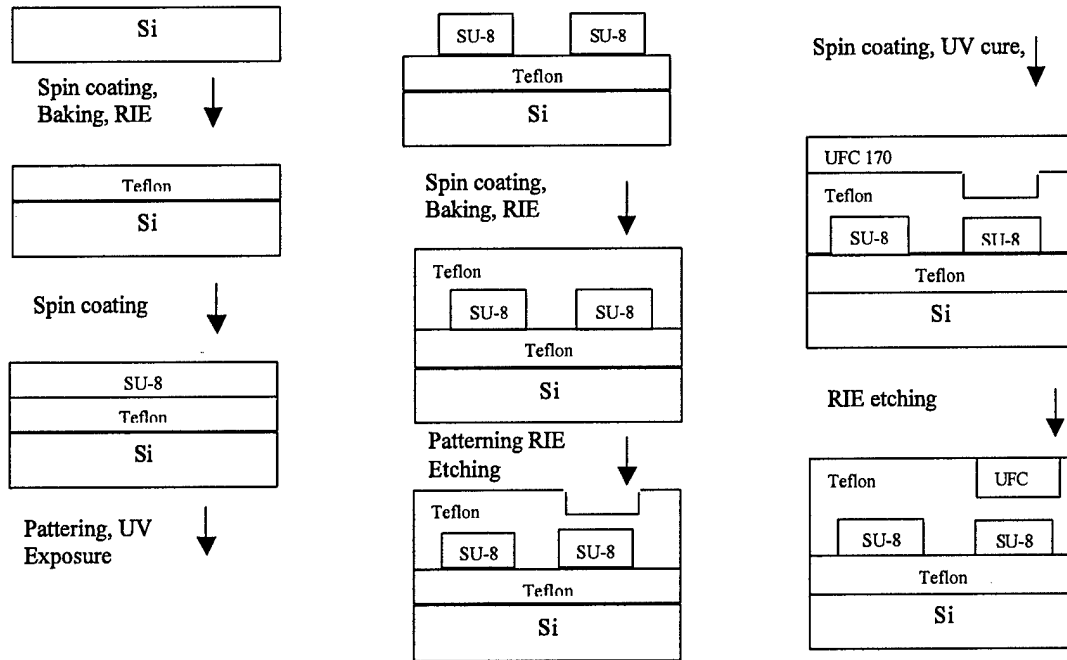 Si
Spin coating,
Baking, RIE
Teflon
Si
Spin coating
SU-8
Teflon
Si
Pattering, UV
Exposure
SU-8 SU-8
Teflon
Si
Spin coating,
Baking, RIE
Teflon
SU-8 SU-8
Teflon
Si
Patterning RIE
Etching
Teflon
SU-8 SU-8
Teflon
Si
Spin coating, UV cure,
UFC 170
Teflon
SU-8 SU-8
Teflon
Si
RIE etching
Teflon UFC
SU-8 SU-8
Teflon
Si